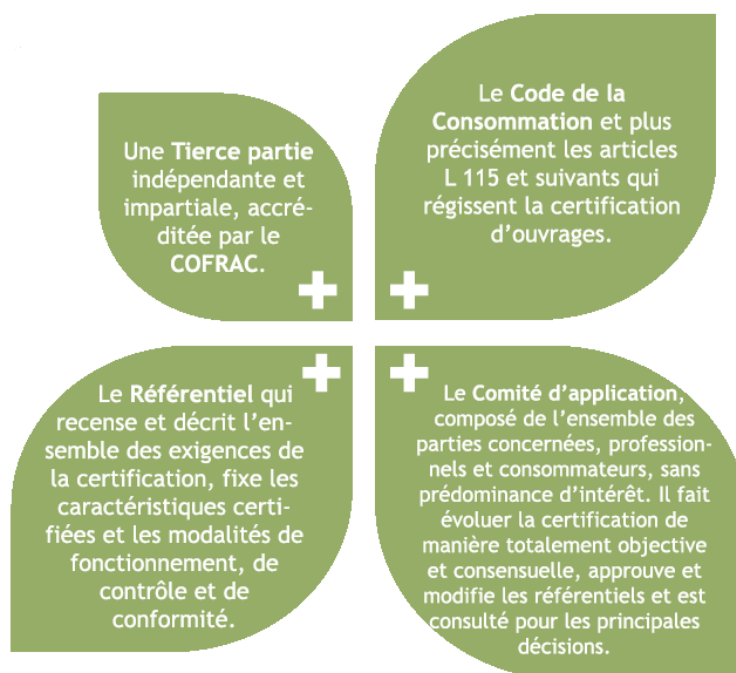 Une Tierce partie
indépendante et
impartiale, accré-
ditée par le
COFRAC.
Le Code de la
Consommation et plus
précisément les articles
L 115 et suivants qui
régissent la certification
d’ouvrages.
Le Référentiel qui
recense et décrit l’en-
semble des exigences de
la certification, fixe les
caractéristiques certi-
fiées et les modalités de
fonctionnement, de
contrôle et de
conformité.
Le Comité d’application,
composé de l’ensemble des
parties concernées, profession-
nels et consommateurs, sans
prédominance d’intérêt. Il fait
évoluer la certification de
manière totalement objective
et consensuelle, approuve et
modifie les référentiels et est
consulté pour les principales
décisions.